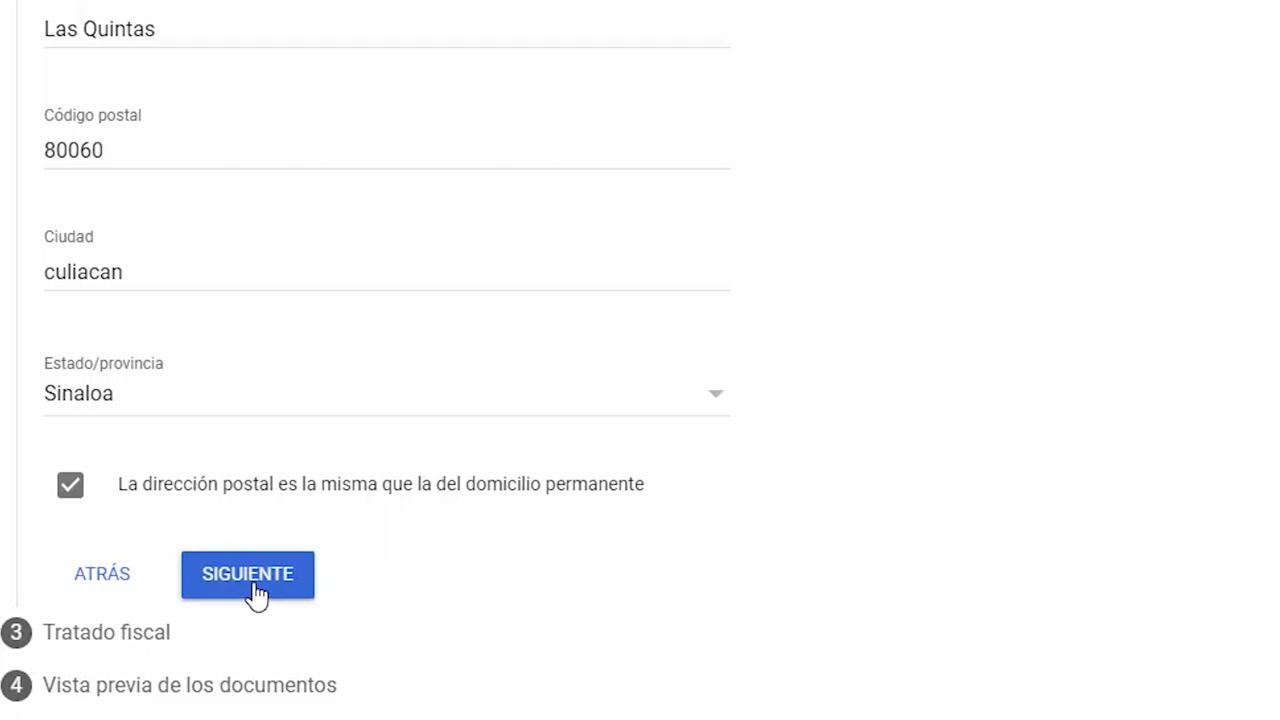 Las Quintas
Código postal
80060
Ciudad
culiacan
Estado/provincia
Sinaloa
La dirección postal es la misma que la del domicilio permanente
ATRÁS SIGUIENTE
3 Tratado fiscal
4 Vista previa de los documentos